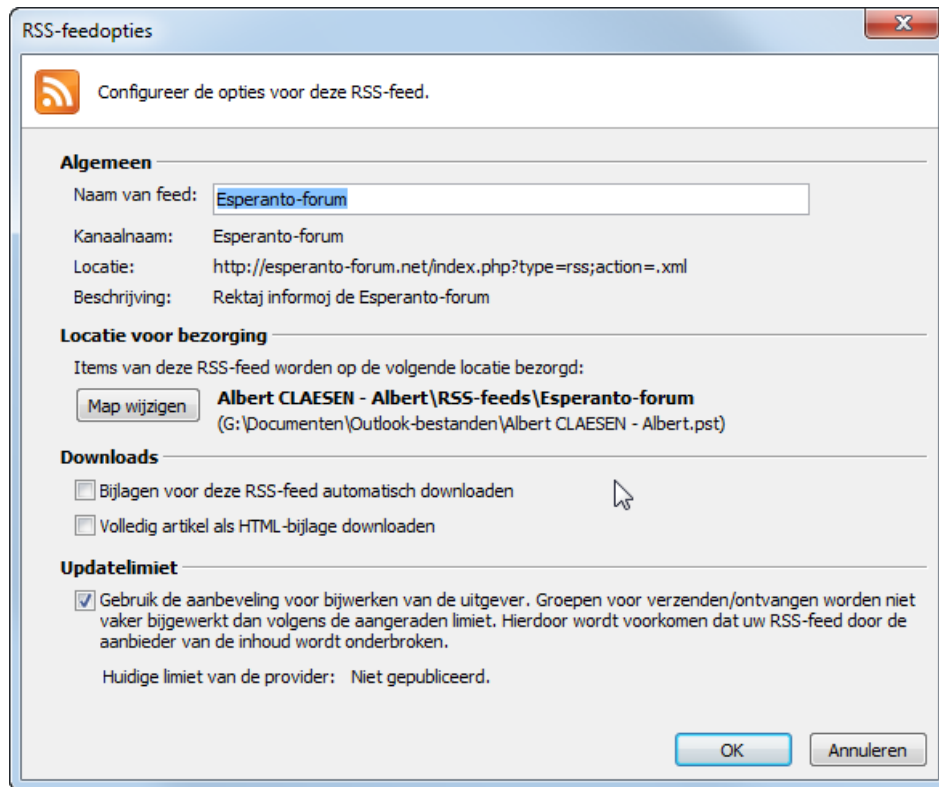 RSS-feedopties
Configureer de opties voor deze RSS-feed.
Algemeen
Naam van feed: Esperanto-forum
Kanaalnaam: Esperanto-forum
Locatie: http://esperanto-forum.net/index.php?type=rss;action=.xml
Beschrijving: Rektaj informoj de Esperanto-forum
Locatie voor bezorging
Items van deze RSS-feed worden op de volgende locatie bezorgd:
Map wijzigen Albert CLAESEN - Albert\RSS-feeds\Esperanto-forum
(G:\Documenten\Outlook-bestanden\Albert CLAESEN - Albert.pst)
Downloads
Bijlagen voor deze RSS-feed automatisch downloaden
Volledig artikel als HTML-bijlage downloaden
Updatelimiet
Gebruik de aanbeveling voor bijwerken van de uitgever. Groepen voor verzenden/ontvangen worden niet
vaker bijgewerkt dan volgens de aangeraden limiet. Hierdoor wordt voorkomen dat uw RSS-feed door de
aanbieder van de inhoud wordt onderbroken.
Huidige limiet van de provider: Niet gepubliceerd.
OK Annuleren